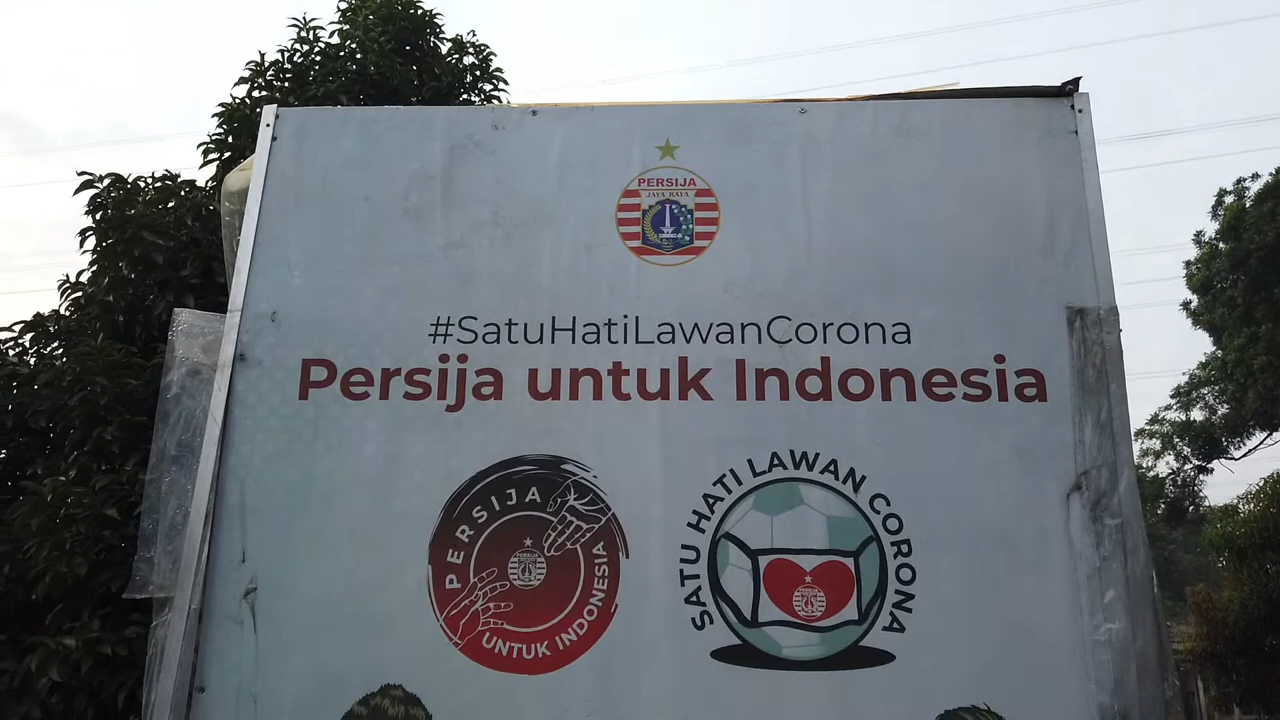 PERSIJA
JAYA RAYA
#SatuHatiLawanCorona
Persija untuk Indonesia
PERSIJA
UNTUK INDONESIA
PERSIJA
SATU HATI LAWAN CORONA
PERSIJA